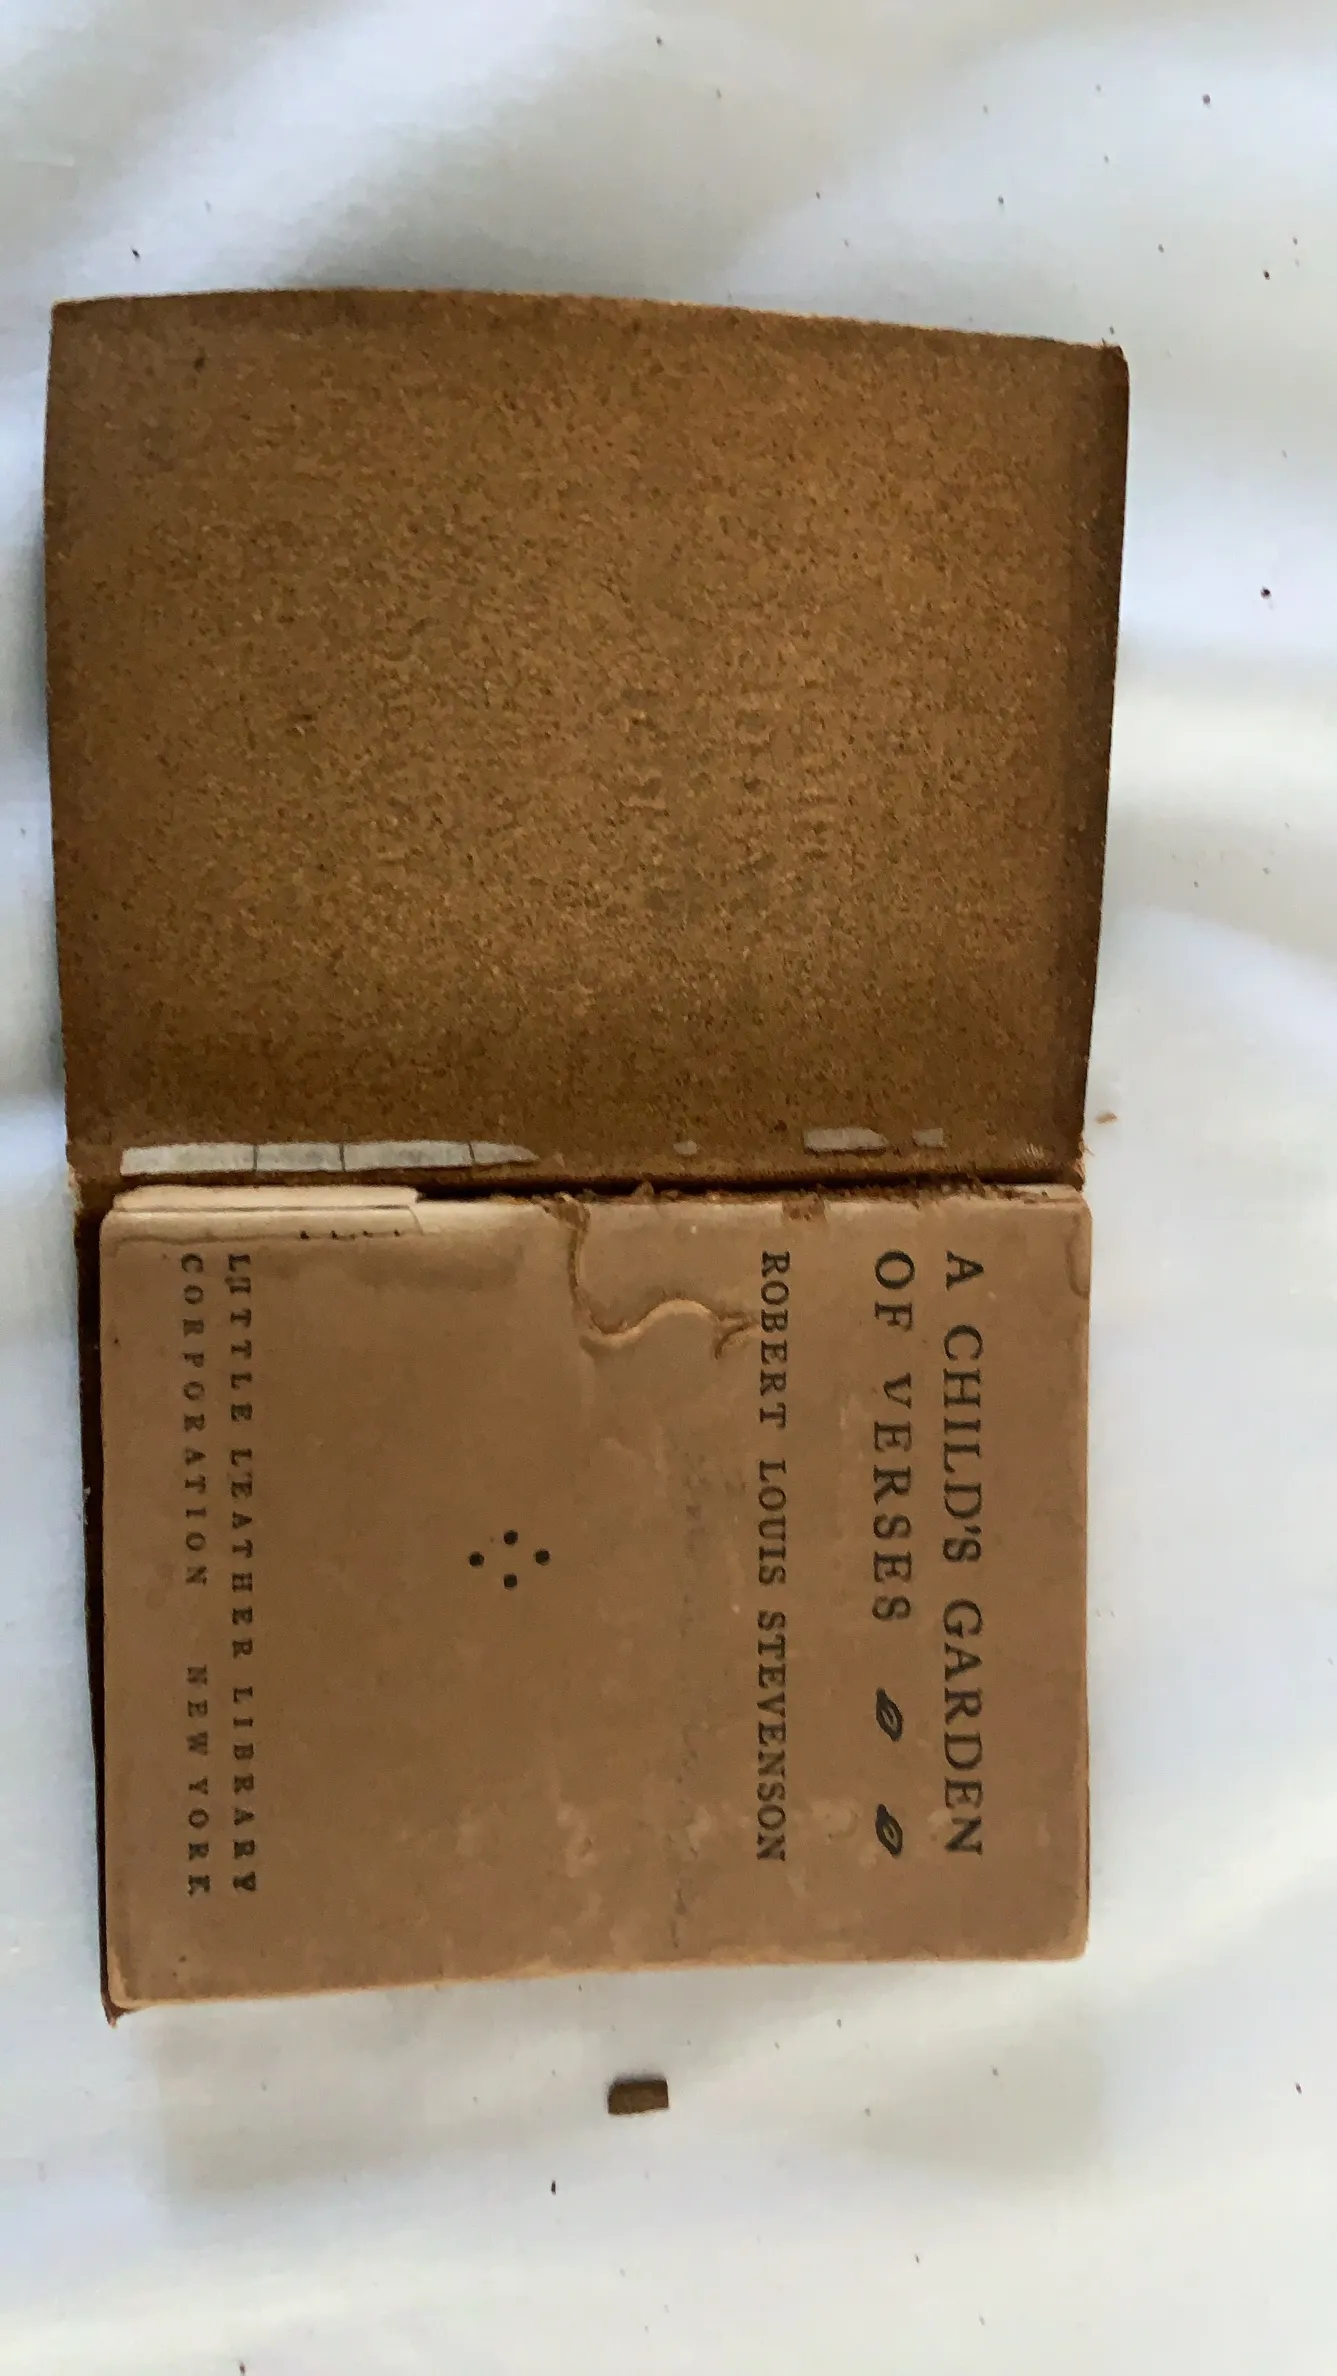 A CHILD'S GARDEN
OF VERSES
ROBERT LOUIS STEVENSON
LITTLE LEATHER LIBRARY
CORPORATION NEW YORK